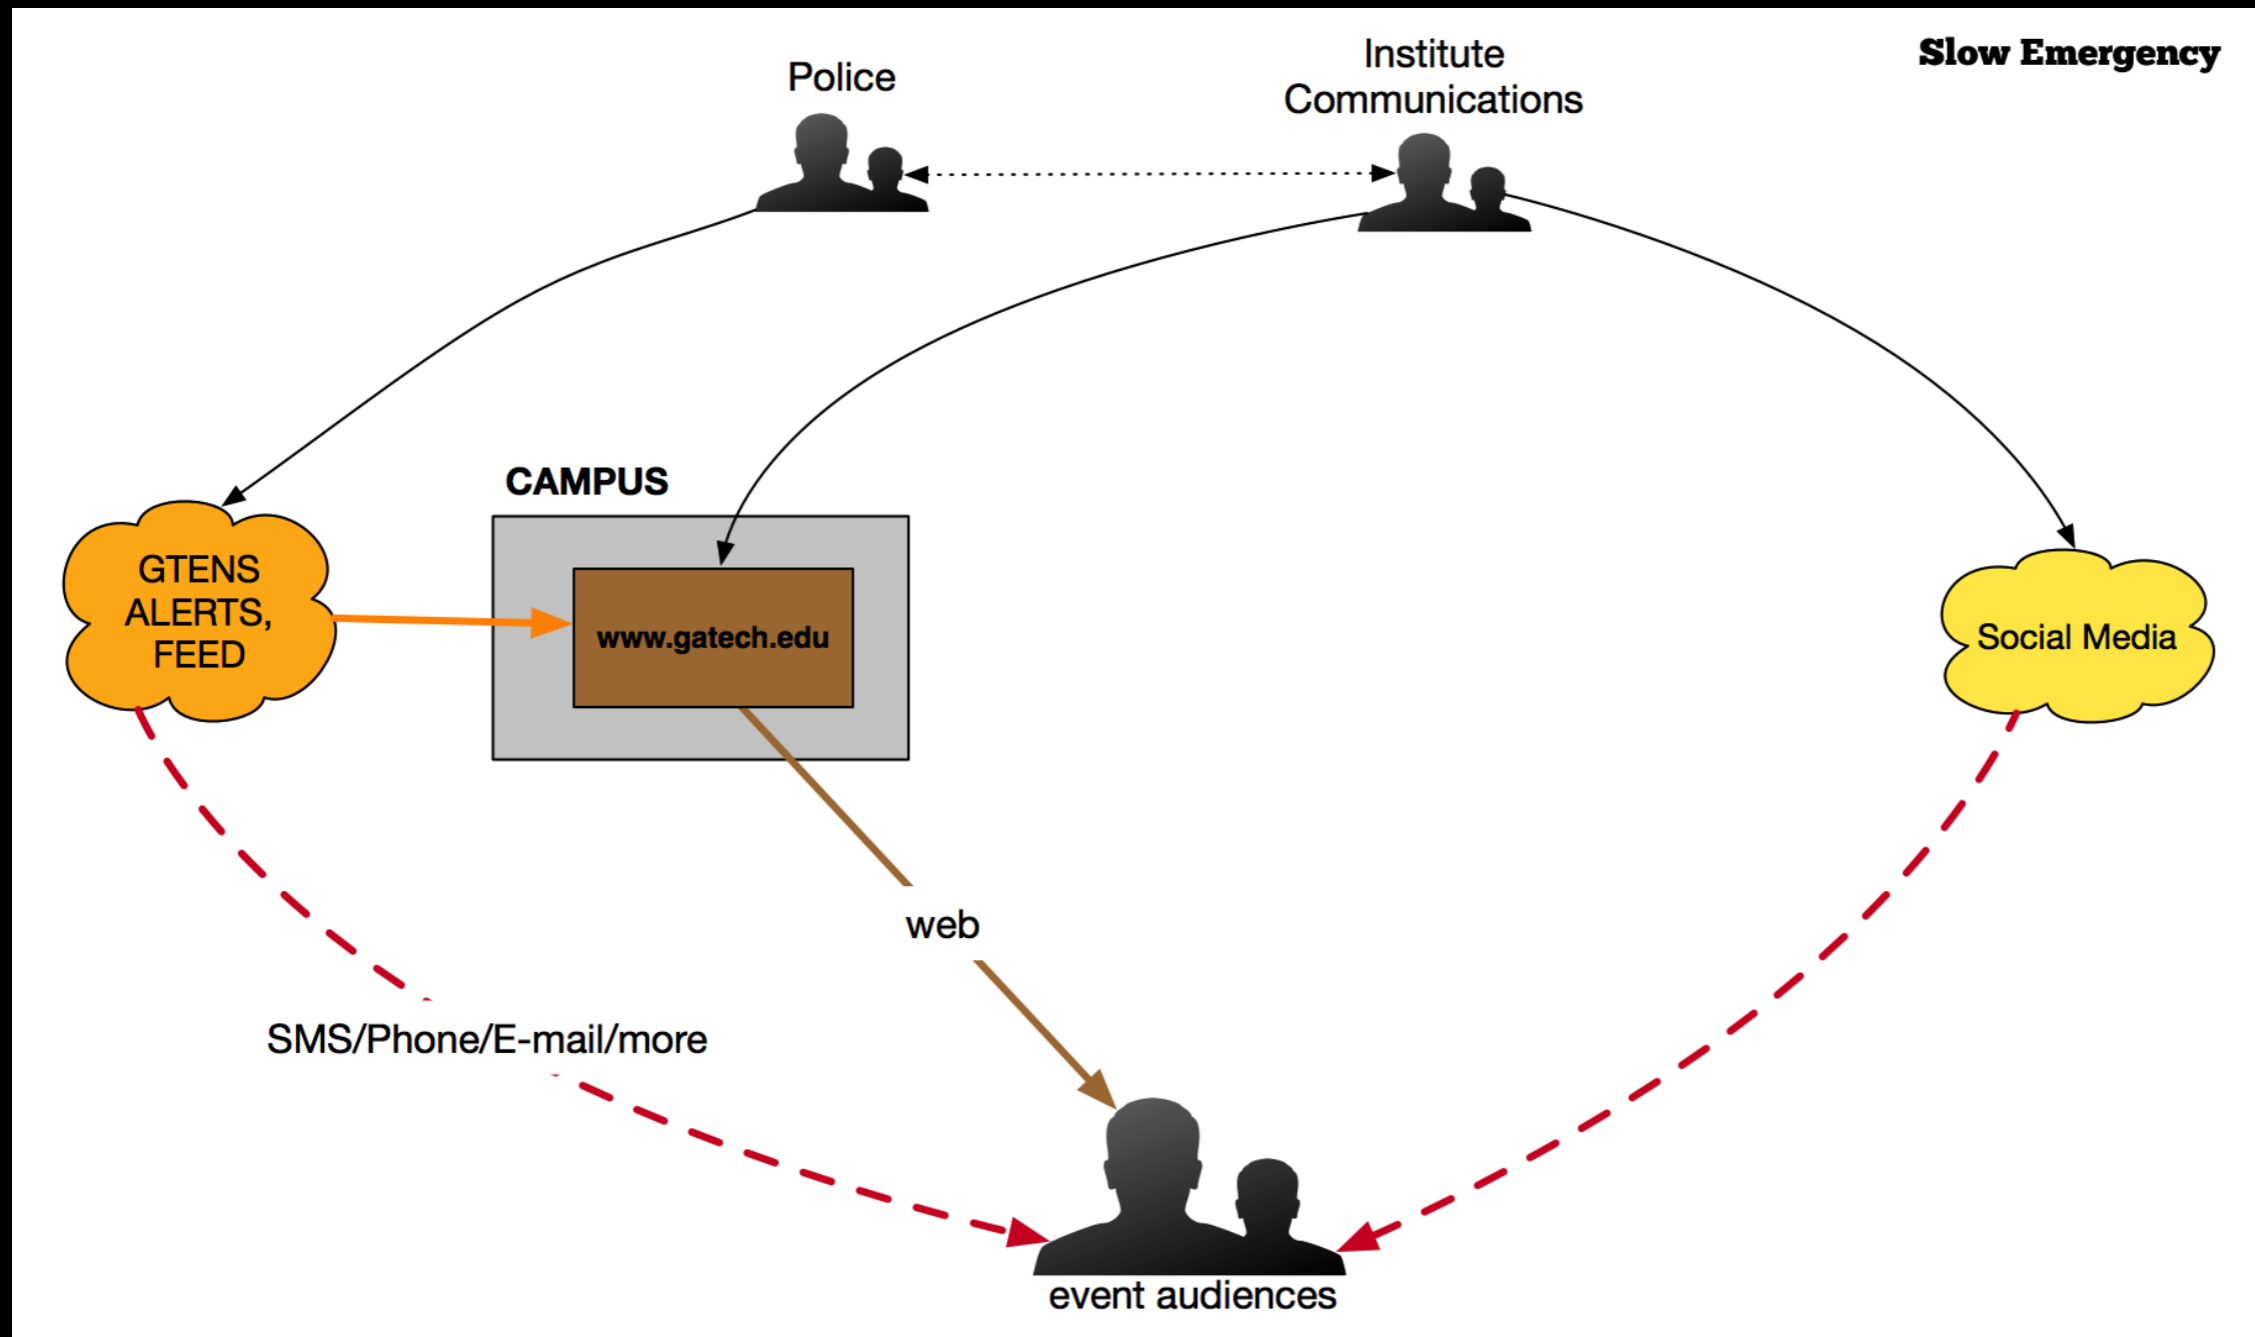 Slow Emergency
Police
Institute
Communications
CAMPUS
GTENS
ALERTS,
FEED
www.gatech.edu
Social Media
web
SMS/Phone/E-mail/more
event audiences